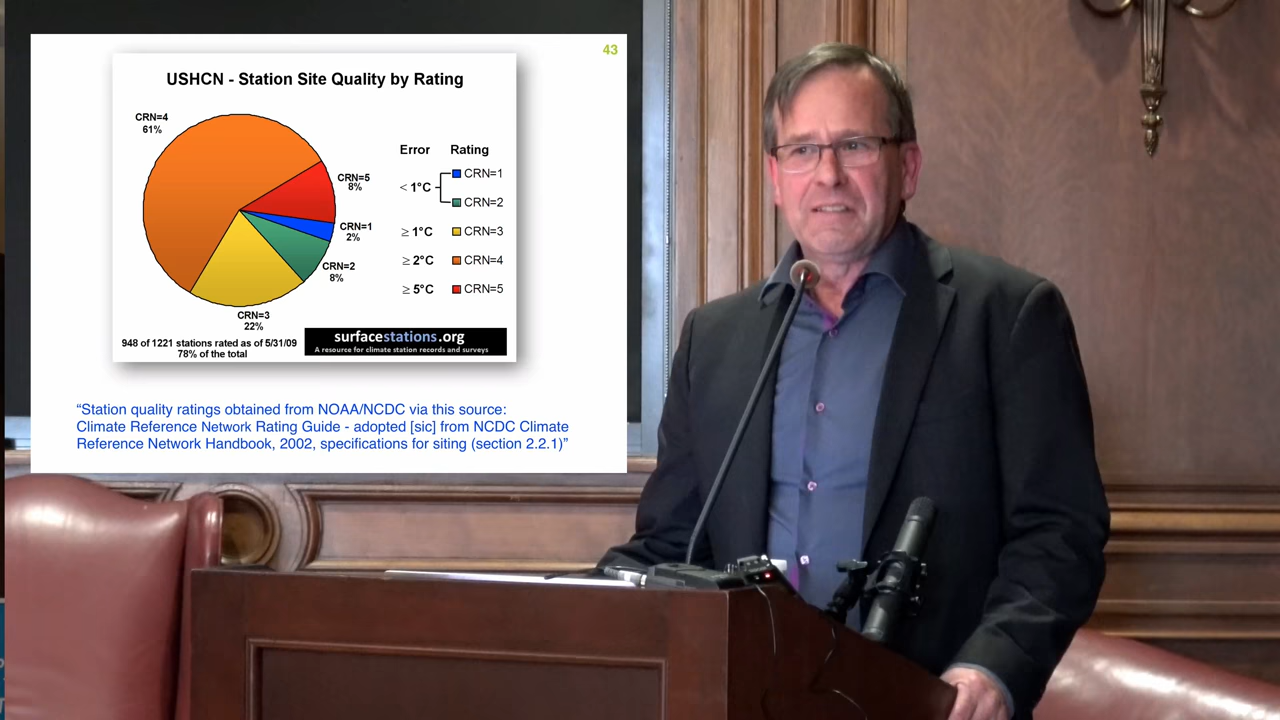 43
USHCN - Station Site Quality by Rating
CRN=4
61%
CRN=5
8%
CRN=1
2%
CRN=2
8%
CRN=3
22%
Error Rating
< 1°C
CRN=1
CRN=2
≥ 1°C CRN=3
≥ 2°C CRN=4
≥ 5°C CRN=5
948 of 1221 stations rated as of 5/31/09
78% of the total
surfacestations.org
A resource for climate station records and surveys
“Station quality ratings obtained from NOAA/NCDC via this source:
Climate Reference Network Rating Guide - adopted [sic] from NCDC Climate
Reference Network Handbook, 2002, specifications for siting (section 2.2.1)”